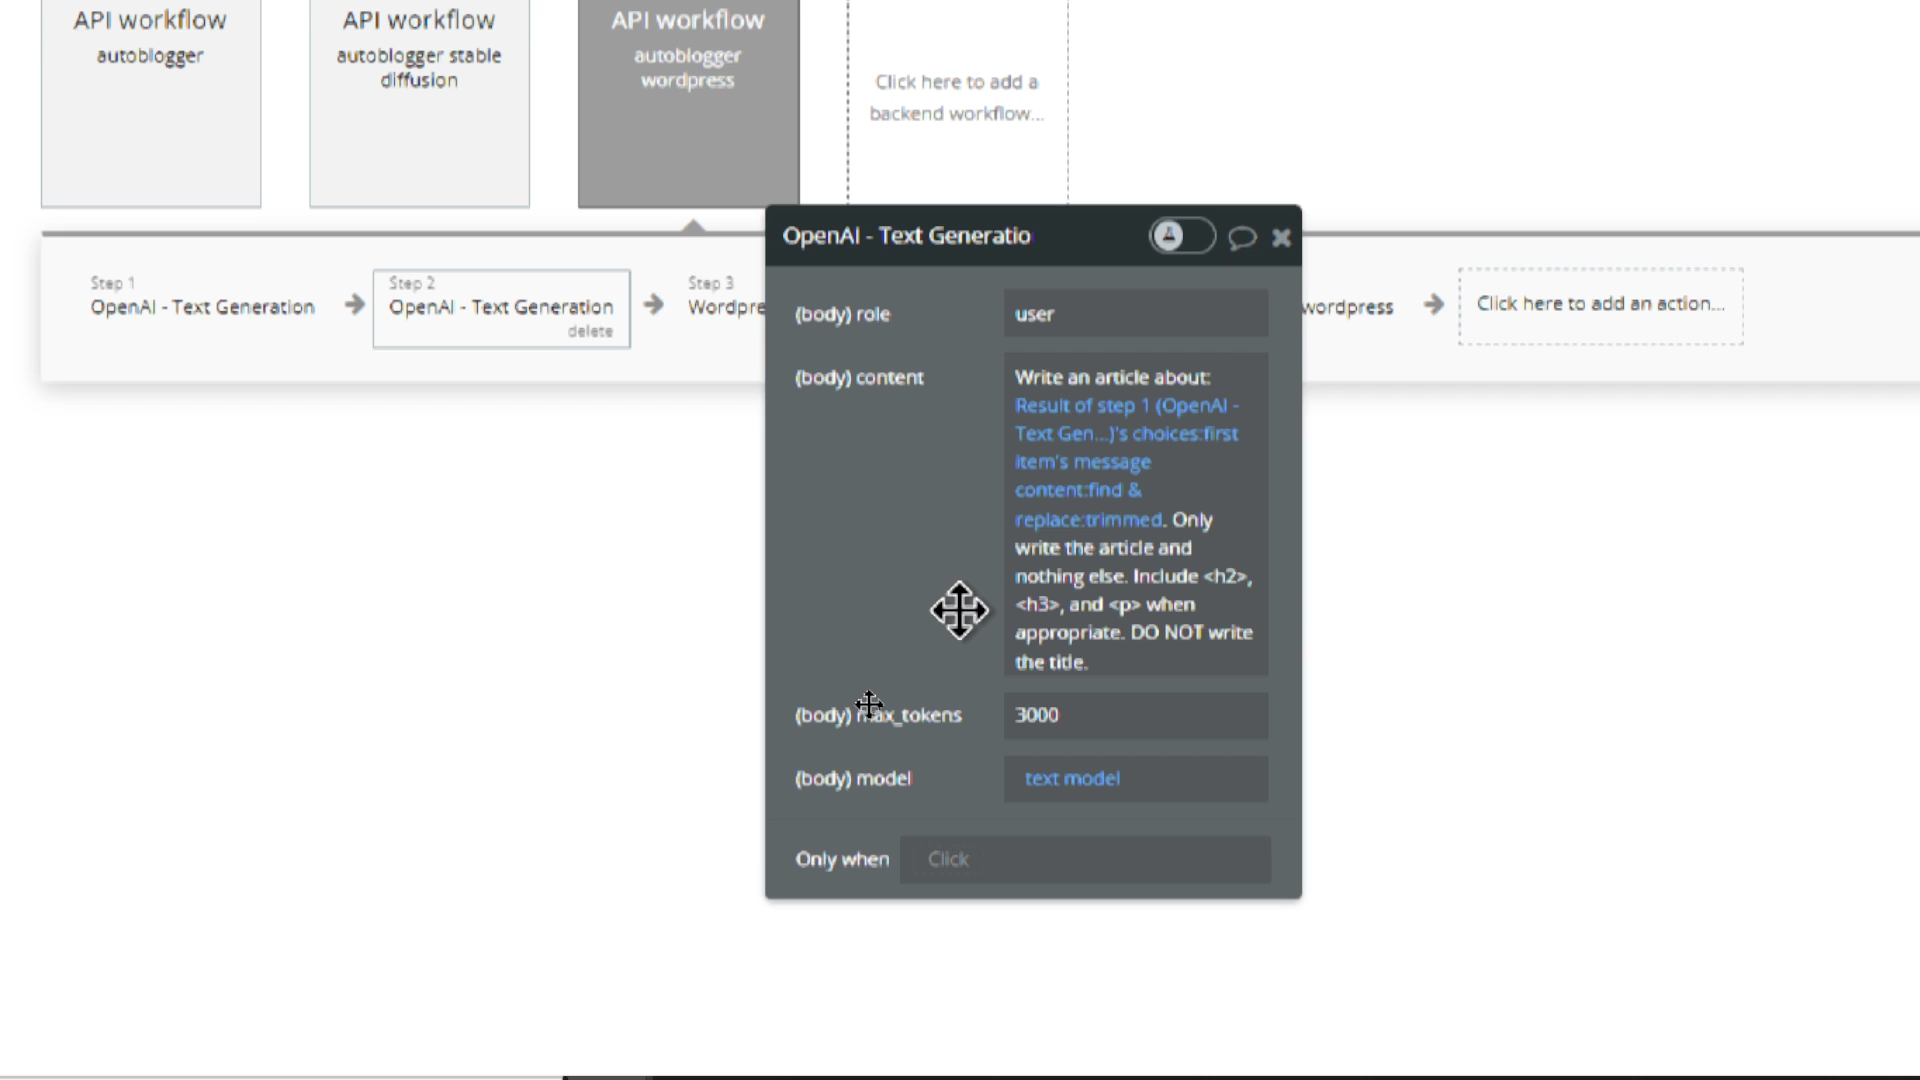 API workflow
autoblogger
API workflow
autoblogger stable
diffusion
API workflow
autoblogger
wordpress
Click here to add a
backend workflow...
Step 1
OpenAI - Text Generation
Step 2
OpenAI - Text Generation
delete
Step 3
Wordpre
wordpress
Click here to add an action...
OpenAI - Text Generatio
(body) role
user
(body) content
Write an article about:
Result of step 1 (OpenAI -
Text Gen...)'s choices:first
item's message
content:find &
replace:trimmed. Only
write the article and
nothing else. Include <h2>,
<h3>, and <p> when
appropriate. DO NOT write
the title.
(body) max_tokens
3000
(body) model
text model
Only when
Click